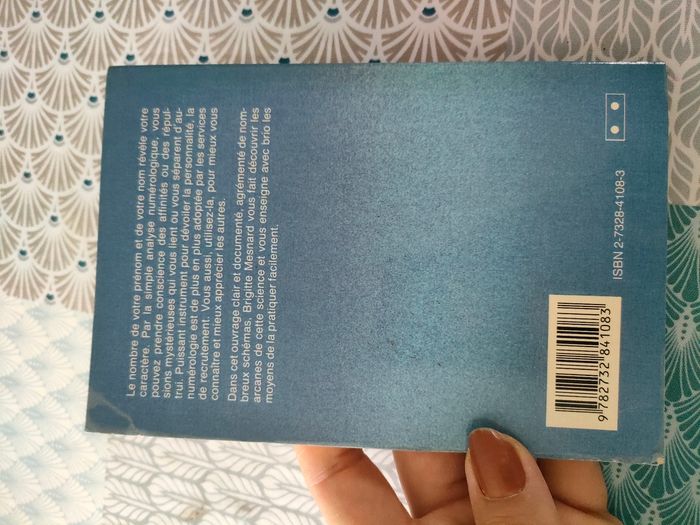 Le nombre de votre prénom et de votre nom révèle votre
caractère. Par la simple analyse numérologique, vous
pouvez prendre conscience des affinités ou des répul-
sions mystérieuses qui vous lient ou vous séparent d'au-
trui. Puissant instrument pour dévoiler la personnalité, la
numérologie est de plus en plus adoptée par les services
de recrutement. Vous aussi, utilisez-la, pour mieux vous
connaître et mieux apprécier les autres.
Dans cet ouvrage clair et documenté, agrémenté de nom-
breux schémas, Brigitte Mesnard vous fait découvrir les
arcanes de cette science et vous enseigne avec brio les
moyens de la pratiquer facilement.
ISBN 2-7328-4108-3
9 782732 841083